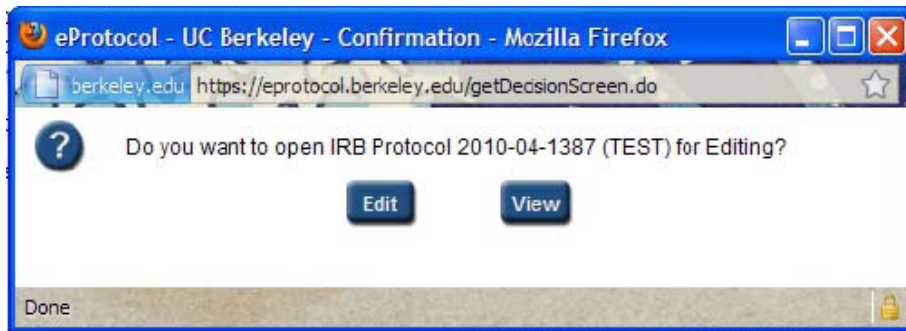 eProtocol - UC Berkeley - Confirmation - Mozilla Firefox
berkeley.edu https://eprotocol.berkeley.edu/getDecisionScreen.do
? Do you want to open IRB Protocol 2010-04-1387 (TEST) for Editing?
Edit View
Done